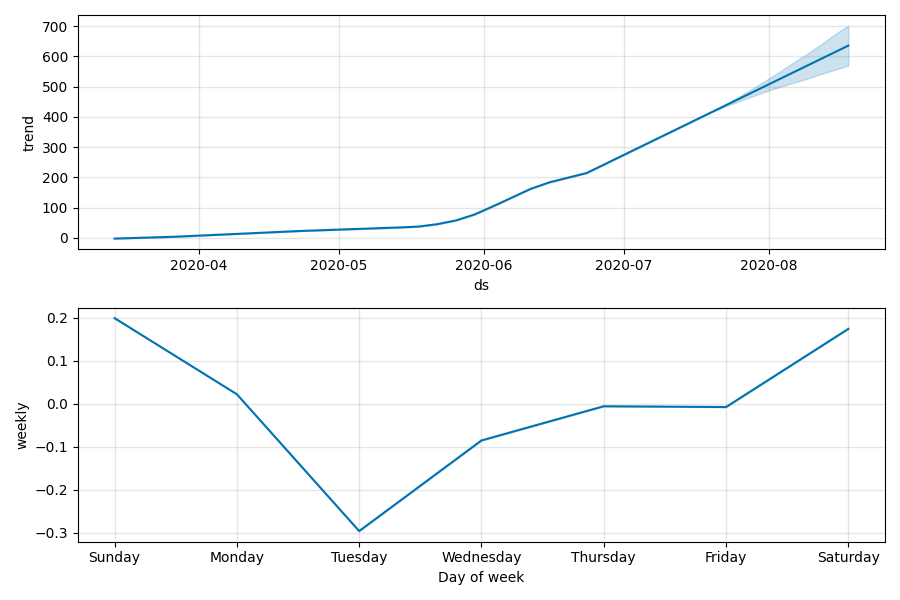 700
600
500
400
300
200
100
0
trend
2020-04 2020-05 2020-06 2020-07 2020-08
ds
0.2
0.1
0.0
−0.1
−0.2
−0.3
weekly
Sunday Monday Tuesday Wednesday Thursday Friday Saturday
Day of week